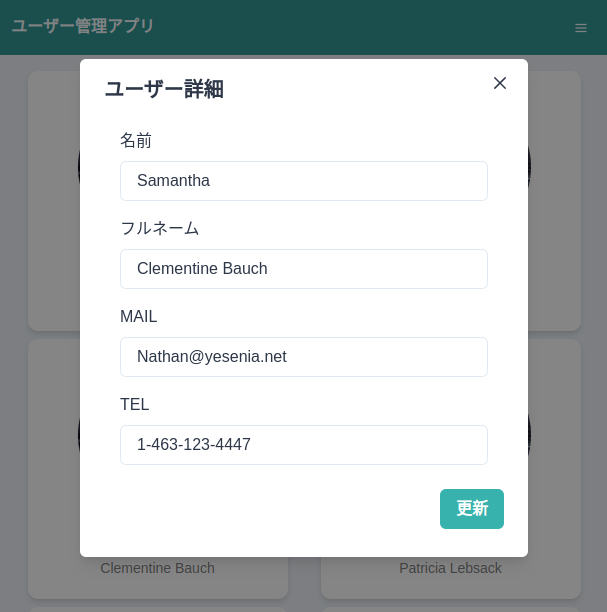 ユーザー管理アプリ
ユーザー詳細
名前
Samantha
フルネーム
Clementine Bauch
MAIL
Nathan@yesenia.net
TEL
1-463-123-4447
更新
Clementine Bauch
Patricia Lebsack